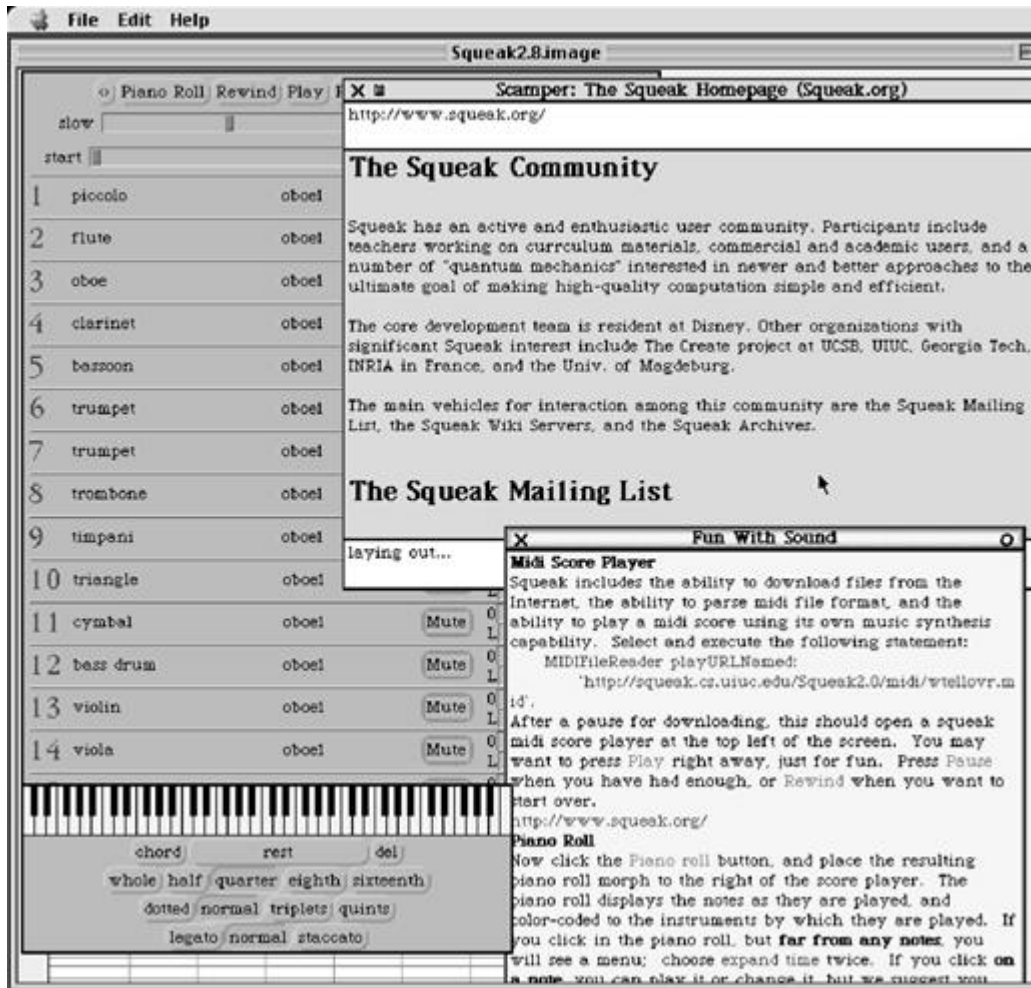 File Edit Help
Squeak2.8.image
Piano Roll Rewind Play
slow
start
1 piccolo oboe1
2 flute oboe1
3 oboe oboe1
4 clarinet oboe1
5 bassoon oboe1
6 trumpet oboe1
7 trumpet oboe1
8 trombone oboe1
9 timpani oboe1
10 triangle oboe1
11 cymbal oboe1 Mute 0 L
12 bass drum oboe1 Mute 0 L
13 violin oboe1 Mute 0 L
14 viola oboe1 Mute 0 L
chord rest del
whole half quarter eighth sixteenth
dotted normal triplets quints
legato normal staccato
Scamper: The Squeak Homepage (Squeak.org)
http://www.squeak.org/
The Squeak Community
Squeak has an active and enthusiastic user community. Participants include
teachers working on currculum materials, commercial and academic users, and a
number of "quantum mechanics" interested in newer and better approaches to the
ultimate goal of making high-quality computation simple and efficient.
The core development team is resident at Disney. Other organizations with
significant Squeak interest include The Create project at UCSB, UIUC, Georgia Tech,
INRIA in France, and the Univ. of Magdeburg.
The main vehicles for interaction among this community are the Squeak Mailing
List, the Squeak Wiki Servers, and the Squeak Archives.
The Squeak Mailing List
laying out...
Fun With Sound
Midi Score Player
Squeak includes the ability to download files from the
Internet, the ability to parse midi file format, and the
ability to play a midi score using its own music synthesis
capability. Select and execute the following statement:
MIDIFileReader playURLNamed:
'http://squeak.cs.uiuc.edu/Squeak2.0/midi/wtellovr.m
id'.
After a pause for downloading, this should open a squeak
midi score player at the top left of the screen. You may
want to press Play right away, just for fun. Press Pause
when you have had enough, or Rewind when you want to
start over.
http://www.squeak.org/
Piano Roll
Now click the Piano roll button, and place the resulting
piano roll morph to the right of the score player. The
piano roll displays the notes as they are played, and
color-coded to the instruments by which they are played. If
you click in the piano roll, but far from any notes, you
will see a menu; choose expand time twice. If you click on
a note, you can play it or change it, but we suggest you